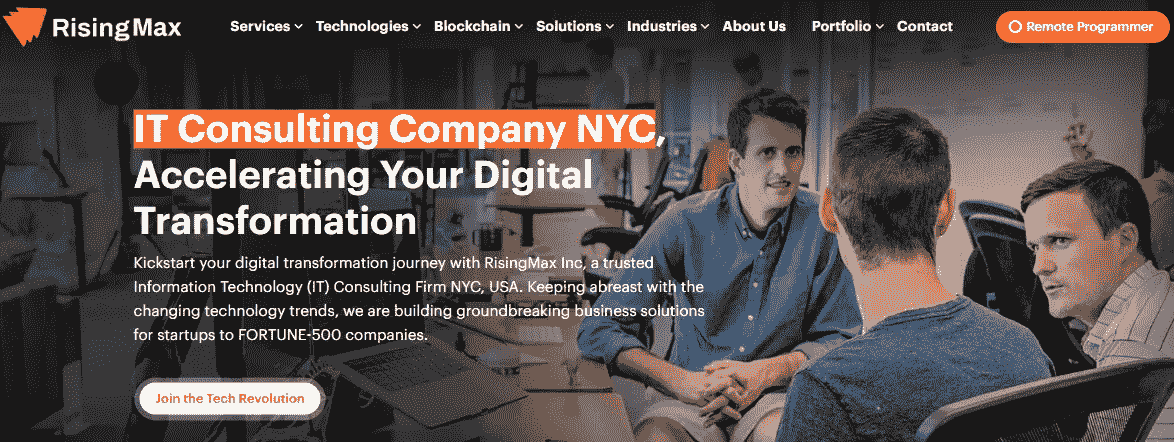 RisingMax
Services Technologies Blockchain Solutions Industries About Us Portfolio Contact
Remote Programmer
IT Consulting Company NYC,
Accelerating Your Digital
Transformation
Kickstart your digital transformation journey with RisingMax Inc, a trusted
Information Technology (IT) Consulting Firm NYC, USA. Keeping abreast with the
changing technology trends, we are building groundbreaking business solutions
for startups to FORTUNE-500 companies.
Join the Tech Revolution